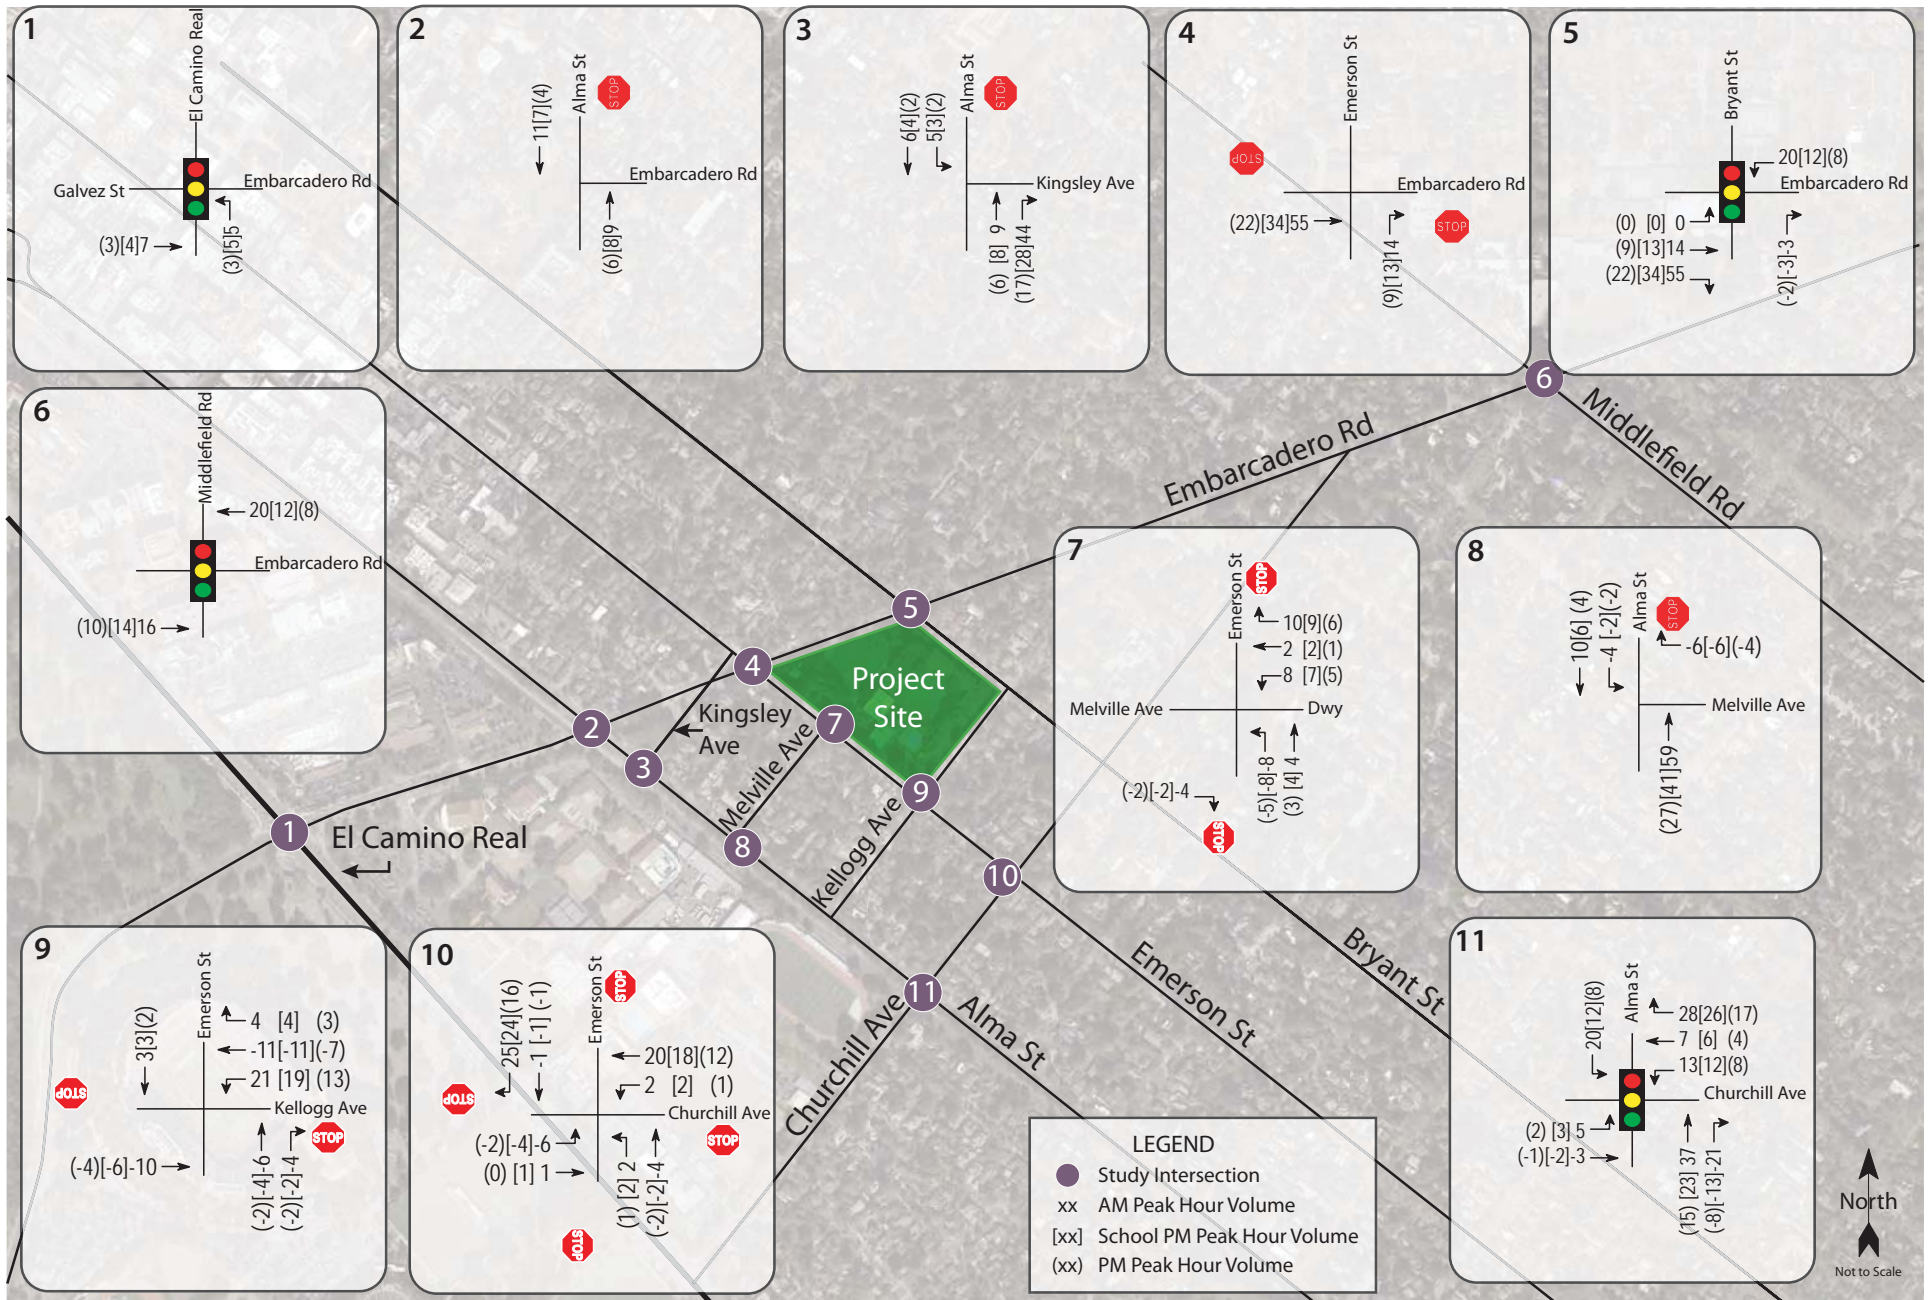 1
El Camino Real
Galvez St
Embarcadero Rd
(3)[4]7
(3)[5]5
2
11[7](4)
Alma St
STOP
Embarcadero Rd
(6)[8]9
3
6[4](2)
5[3](2)
Alma St
STOP
Kingsley Ave
(6) [8] 9
(17)[28]44
4
Emerson St
STOP
Embarcadero Rd
(22)[34]55
(9)[13]14
STOP
5
Bryant St
20[12](8)
Embarcadero Rd
(0) [0] 0
(9)[13]14
(22)[34]55
(-2)[-3]-3
6
Middlefield Rd
20[12](8)
Embarcadero Rd
(10)[14]16
7
Emerson St
STOP
10[9](6)
2 [2](1)
8 [7](5)
Melville Ave
Dwy
(-2)[-2]-4
(-5)[-8]-8
(3) [4] 4
STOP
8
10[6] (4)
-4 [-2](-2)
Alma St
STOP
-6[-6](-4)
Melville Ave
(27)[41]59
9
3[3](2)
Emerson St
4 [4] (3)
-11[-11](-7)
21 [19] (13)
STOP
Kellogg Ave
(-4)[-6]-10
(-2)[-4]-6
(-2)[-2]-4
STOP
10
25[24](16)
-1 [-1] (-1)
Emerson St
STOP
20[18](12)
2 [2] (1)
STOP
Churchill Ave
(-2)[-4]-6
(0) [1] 1
(1) [2] 2
(-2)[-2]-4
STOP
STOP
11
20[12](8)
Alma St
28[26](17)
7 [6] (4)
13[12](8)
Churchill Ave
(2) [3] 5
(-1)[-2]-3
(15) [23] 37
(-8)[-13]-21
6
Middlefield Rd
Embarcadero Rd
5
4
Project
Site
Kingsley
Ave
7
2
3
Melville Ave
9
Kellogg Ave
8
1
El Camino Real
10
11
Churchill Ave
Alma St
Emerson St
Bryant St
LEGEND
Study Intersection
xx AM Peak Hour Volume
[xx] School PM Peak Hour Volume
(xx) PM Peak Hour Volume
North
Not to Scale